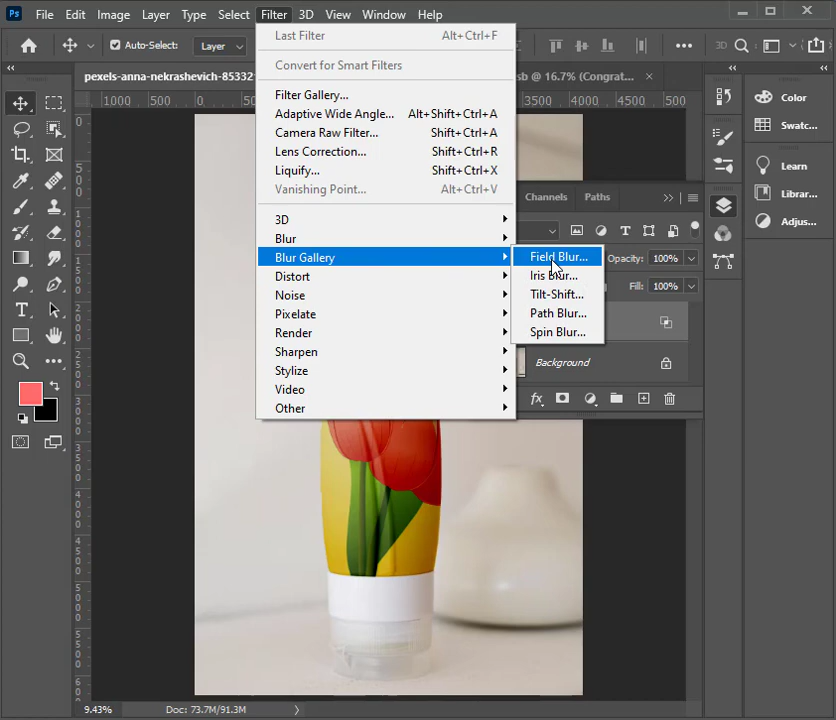 Ps File Edit Image Layer Type Select Filter 3D View Window Help
Auto-Select: Layer 3D
Last Filter Alt+Ctrl+F
Convert for Smart Filters
Filter Gallery...
Adaptive Wide Angle... Alt+Shift+Ctrl+A
Camera Raw Filter... Shift+Ctrl+A
Lens Correction... Shift+Ctrl+R
Liquify... Shift+Ctrl+X
Vanishing Point... Alt+Ctrl+V
3D
Blur
Blur Gallery
Distort
Noise
Pixelate
Render
Sharpen
Stylize
Video
Other
Field Blur...
Iris Blur...
Tilt-Shift...
Path Blur...
Spin Blur...
pexels-anna-nekrashevich-85332 sb @ 16.7% (Congrat...
1000 500 0 3500 4000 4500 500
Channels Paths
Opacity: 100%
Fill: 100%
Background
fx
Color
Swatc...
Learn
Librar...
Adjus...
9.43% Doc: 73.7M/91.3M